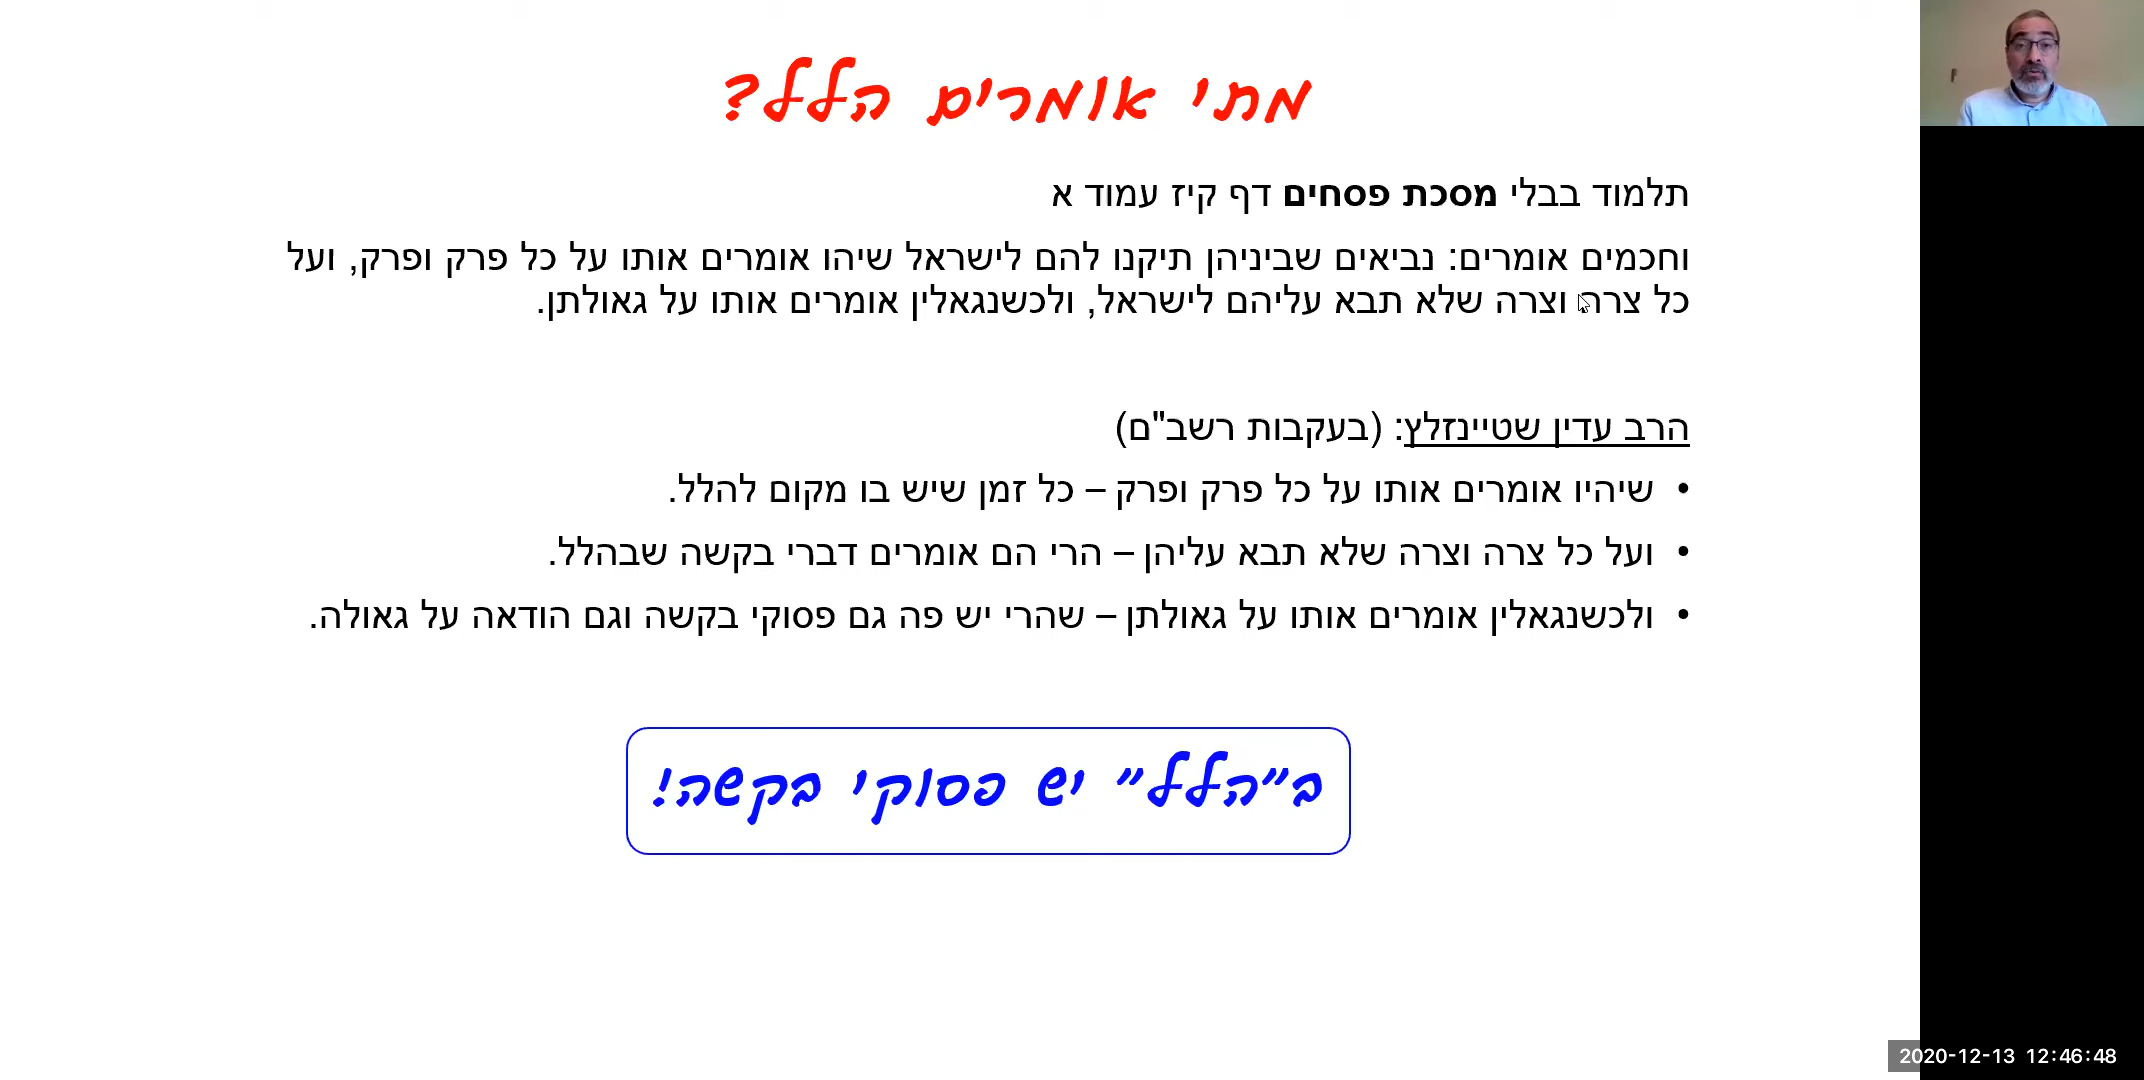 מתי אומרים הלל?
תלמוד בבלי מסכת פסחים דף קיז עמוד א
וחכמים אומרים: נביאים שביניהן תיקנו להם לישראל שיהו אומרים אותו על כל פרק ופרק, ועל
כל צרה וצרה שלא תבא עליהם לישראל, ולכשנגאלין אומרים אותו על גאולתן.
הרב עדין שטיינזלץ: (בעקבות רשב"ם)
• שיהיו אומרים אותו על כל פרק ופרק – כל זמן שיש בו מקום להלל.
• ועל כל צרה וצרה שלא תבא עליהן – הרי הם אומרים דברי בקשה שבהלל.
• ולכשנגאלין אומרים אותו על גאולתן – שהרי יש פה גם פסוקי בקשה וגם הודאה על גאולה.
ב"הלל" יש פסוקי בקשה!
2020-12-13 12:46:48